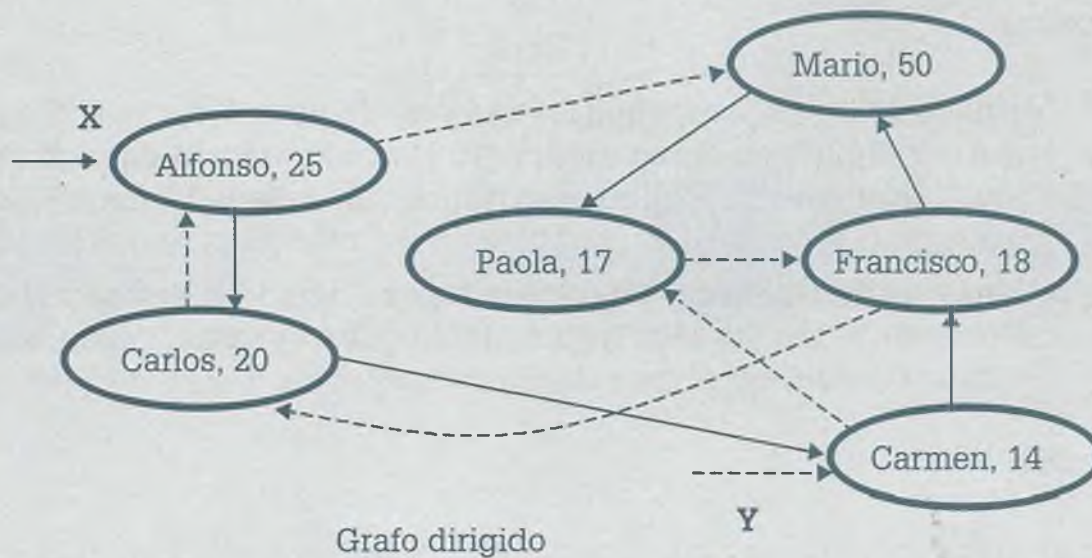 Mario, 50
X
Alfonso, 25
Paola, 17
Francisco, 18
Carlos, 20
Carmen, 14
Y
Grafo dirigido